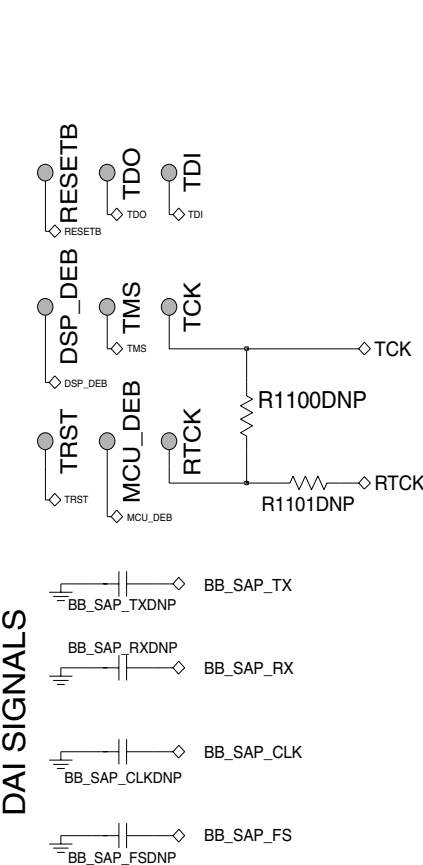 RESETB
TDO
TDI
RESETB
TDO
TDI
DSP_DEB
TMS
TCK
DSP_DEB
TMS
TCK
R1100DNP
TRST
MCU_DEB
RTCK
TRST
MCU_DEB
RTCK
R1101DNP
DAI SIGNALS
BB_SAP_TX
BB_SAP_TXDNP
BB_SAP_RXDNP
BB_SAP_RX
BB_SAP_CLK
BB_SAP_CLKDNP
BB_SAP_FS
BB_SAP_FSDNP